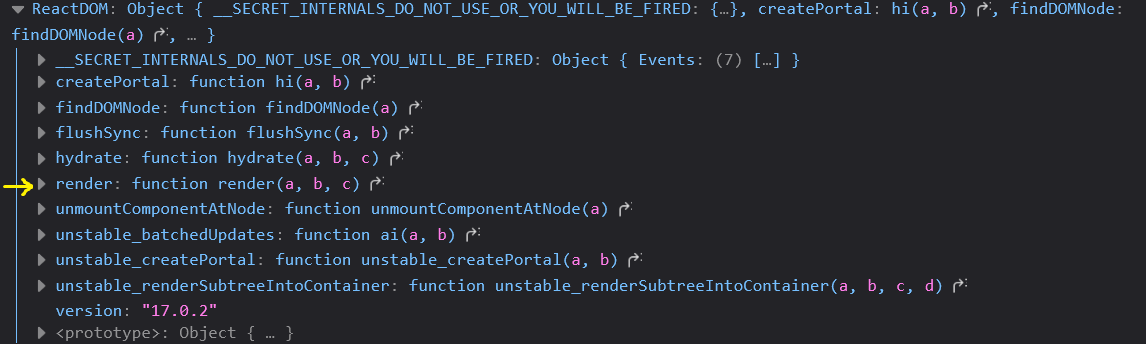 ReactDOM: Object { __SECRET_INTERNALS_DO_NOT_USE_OR_YOU_WILL_BE_FIRED: {…}, createPortal: hi(a, b), findDOMNode:
findDOMNode(a), … }
__SECRET_INTERNALS_DO_NOT_USE_OR_YOU_WILL_BE_FIRED: Object { Events: (7) […] }
createPortal: function hi(a, b)
findDOMNode: function findDOMNode(a)
flushSync: function flushSync(a, b)
hydrate: function hydrate(a, b, c)
render: function render(a, b, c)
unmountComponentAtNode: function unmountComponentAtNode(a)
unstable_batchedUpdates: function ai(a, b)
unstable_createPortal: function unstable_createPortal(a, b)
unstable_renderSubtreeIntoContainer: function unstable_renderSubtreeIntoContainer(a, b, c, d)
version: "17.0.2"
<prototype>: Object { … }